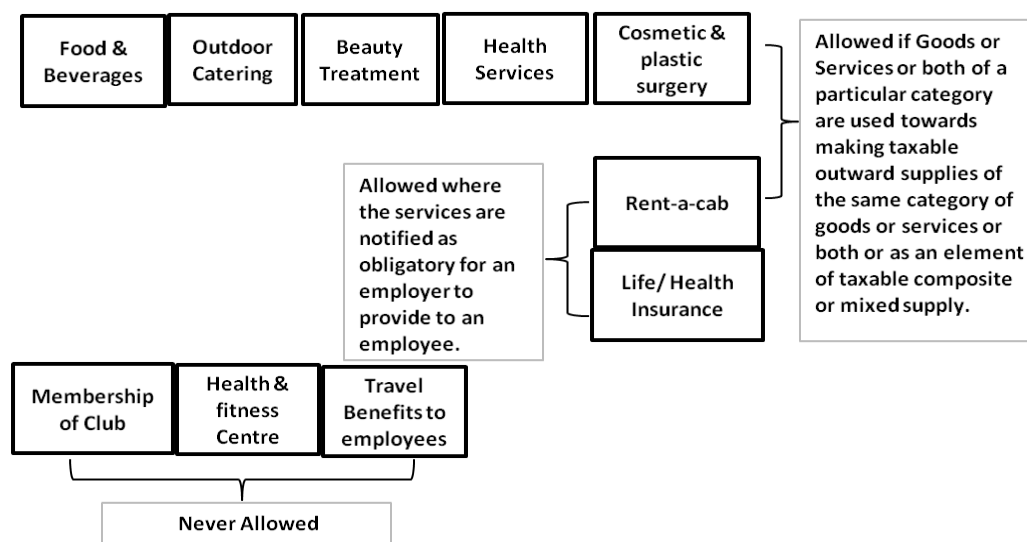 Food &
Beverages
Outdoor
Catering
Beauty
Treatment
Health
Services
Cosmetic &
plastic
surgery
Allowed if Goods or
Services or both of a
particular category
are used towards
making taxable
outward supplies of
the same category of
goods or services or
both or as an element
of taxable composite
or mixed supply.
Allowed where
the services are
notified as
obligatory for an
employer to
provide to an
employee.
Rent-a-cab
Life/ Health
Insurance
Membership
of Club
Health &
fitness
Centre
Travel
Benefits to
employees
Never Allowed